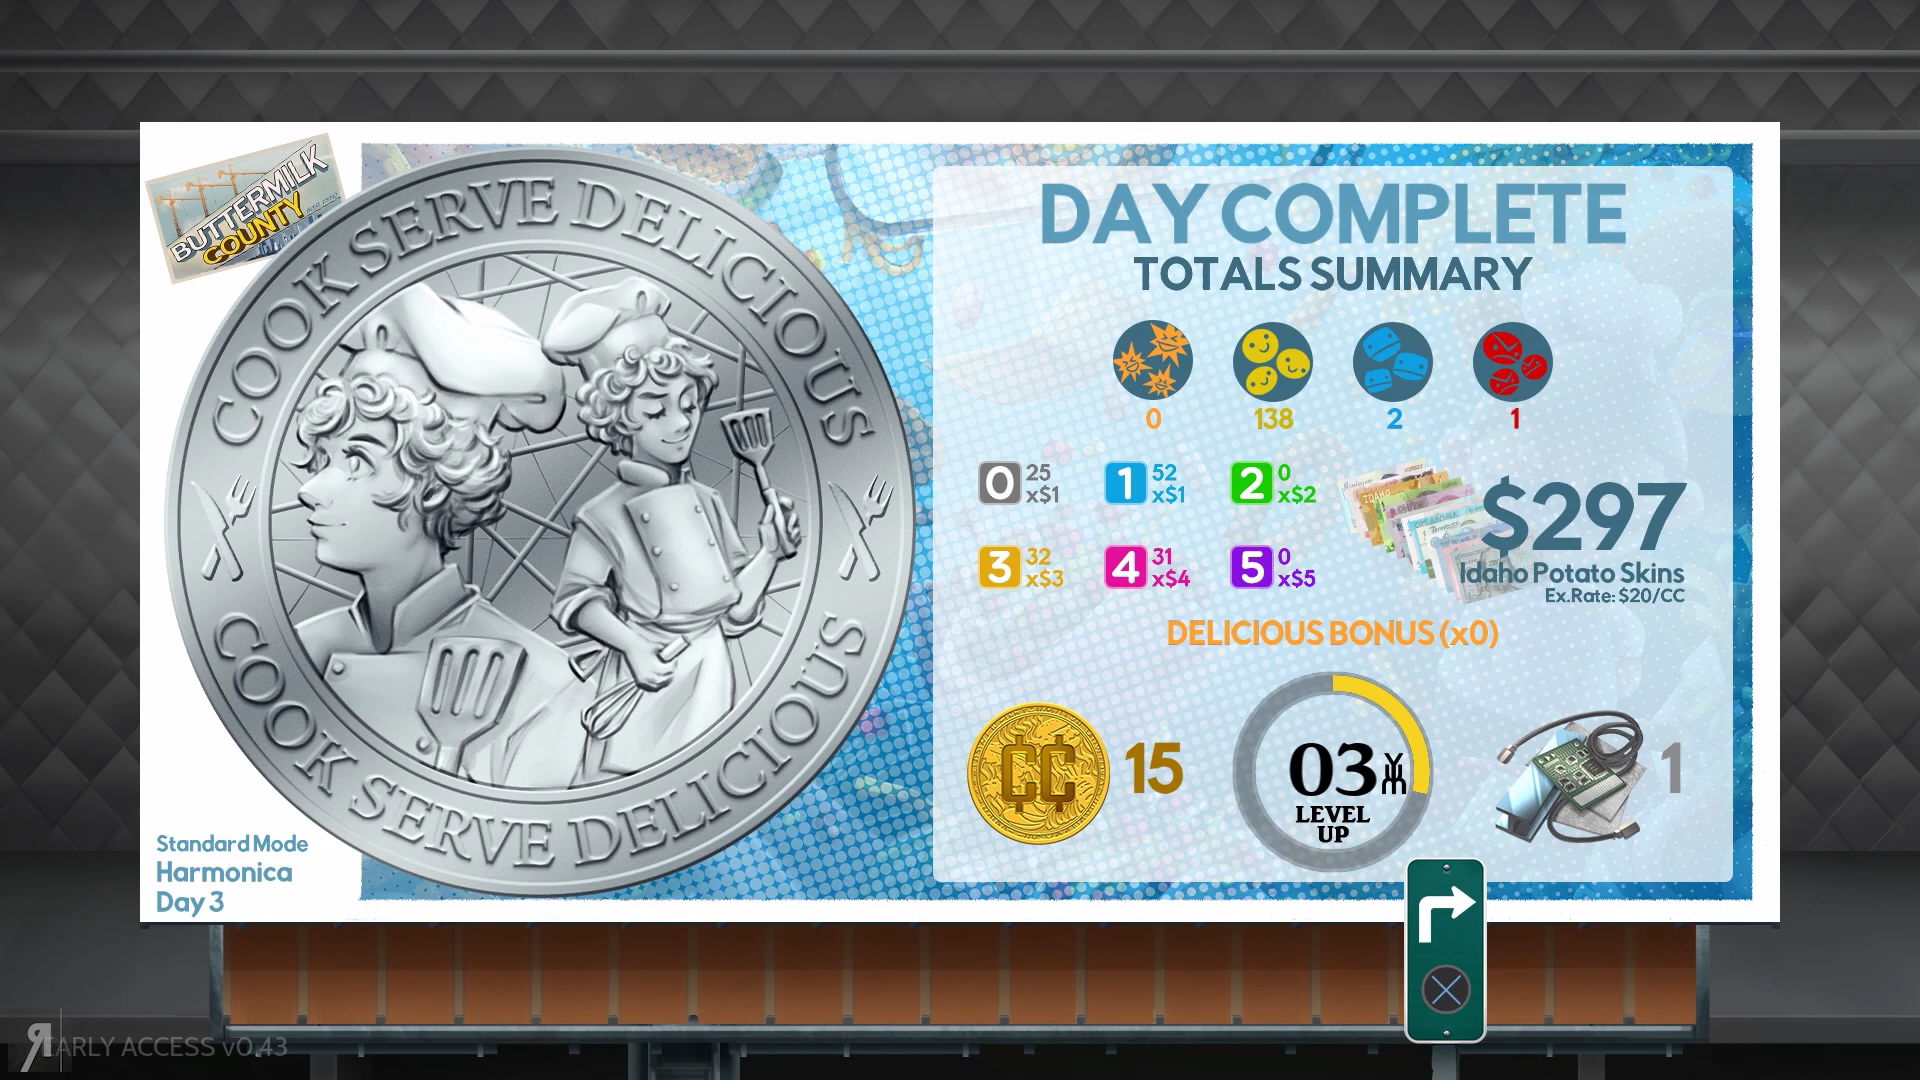 BUTTERMILK
COUNTY
COOK SERVE DELICIOUS
COOK SERVE DELICIOUS
Standard Mode
Harmonica
Day 3
DAY COMPLETE
TOTALS SUMMARY
0 138 2 1
0 25 x$1 1 52 x$1 2 0 x$2
3 32 x$3 4 31 x$4 5 0 x$5
IDAHO
$297
Idaho Potato Skins
Ex.Rate: $20/CC
DELICIOUS BONUS (x0)
CC 15
03
LEVEL
UP
1
EARLY ACCESS v0.43